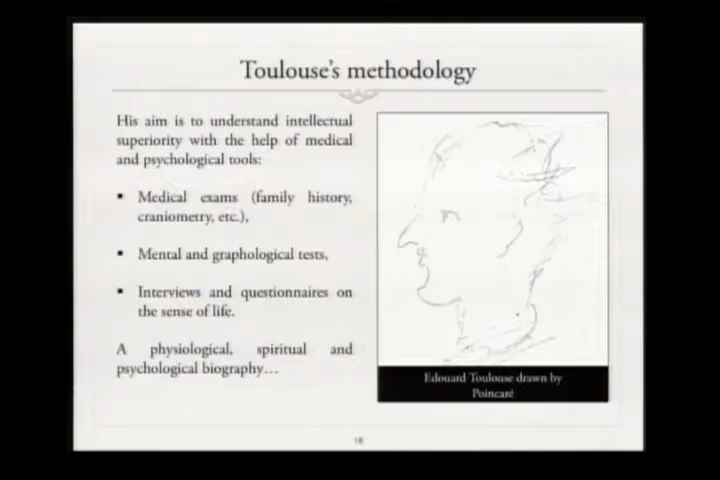 Toulouse's methodology
His aim is to understand intellectual
superiority with the help of medical
and psychological tools:
▪ Medical exams (family history,
craniometry, etc.),
▪ Mental and graphological tests,
▪ Interviews and questionnaires on
the sense of life.
A physiological, spiritual and
psychological biography…
Edouard Toulouse drawn by
Poincaré
18